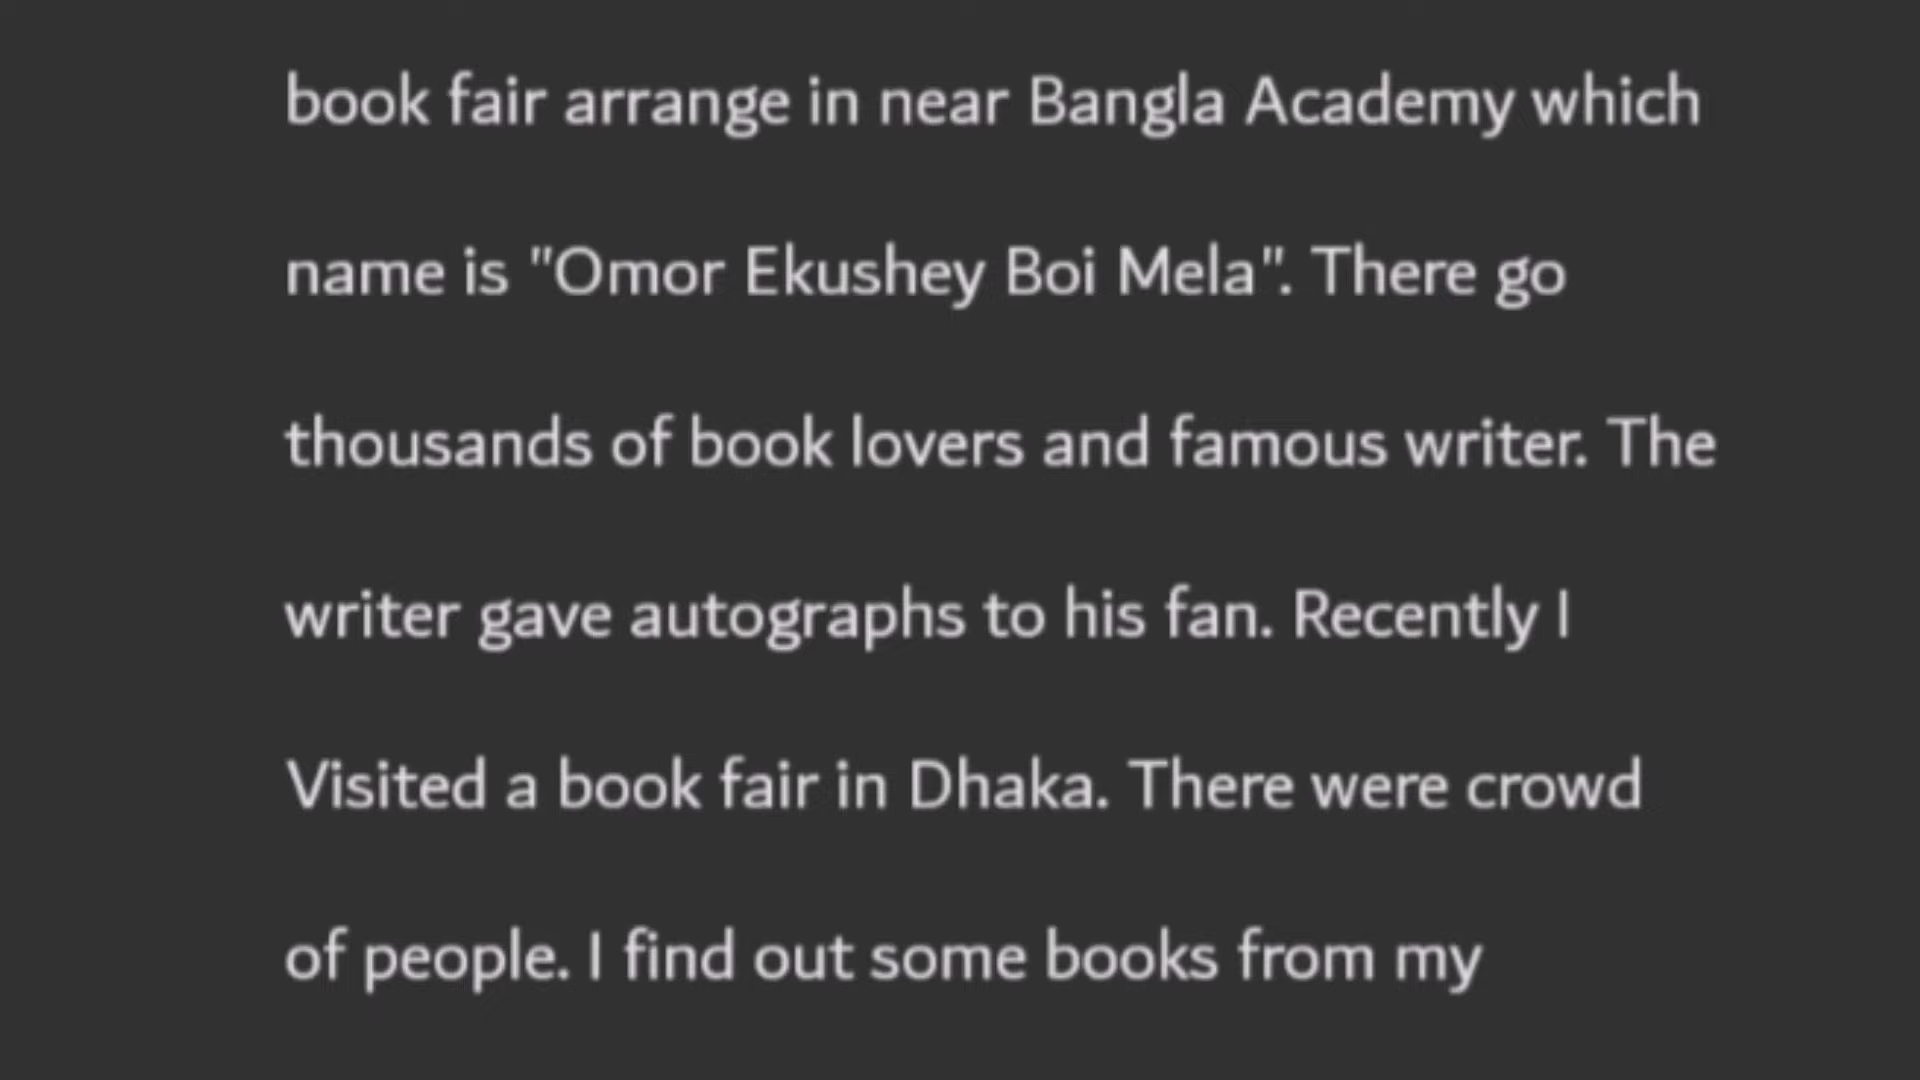 book fair arrange in near Bangla Academy which
name is "Omor Ekushey Boi Mela". There go
thousands of book lovers and famous writer. The
writer gave autographs to his fan. Recently I
Visited a book fair in Dhaka. There were crowd
of people. I find out some books from my